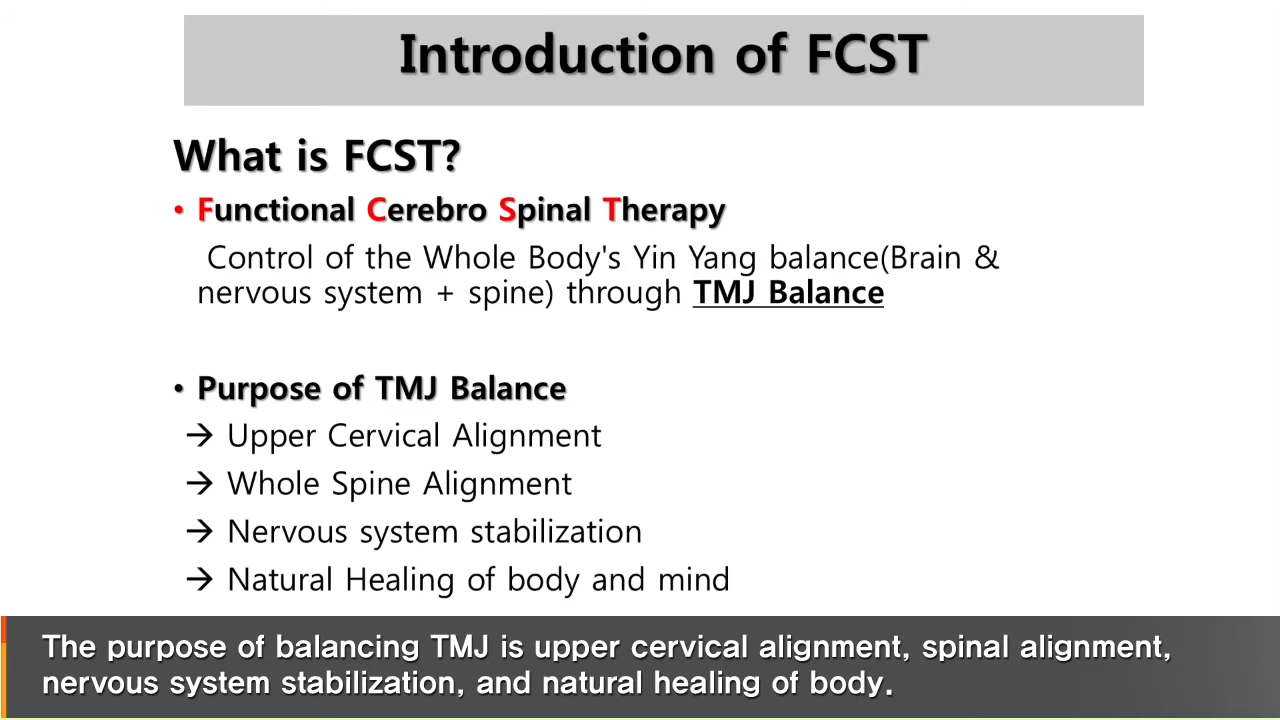 Introduction of FCST
What is FCST?
• Functional Cerebro Spinal Therapy
Control of the Whole Body's Yin Yang balance(Brain &
nervous system + spine) through TMJ Balance
• Purpose of TMJ Balance
→ Upper Cervical Alignment
→ Whole Spine Alignment
→ Nervous system stabilization
→ Natural Healing of body and mind
The purpose of balancing TMJ is upper cervical alignment, spinal alignment,
nervous system stabilization, and natural healing of body.